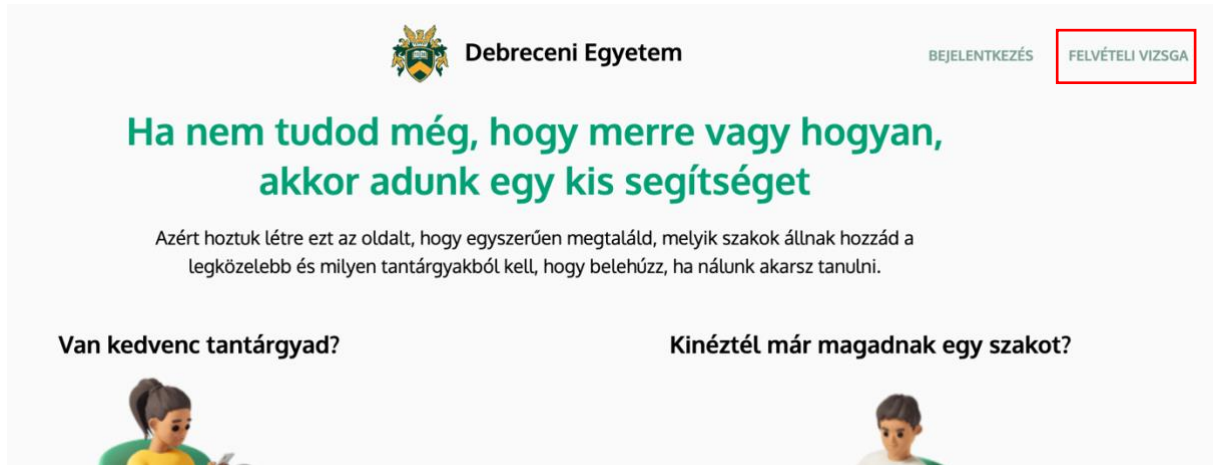 Debreceni Egyetem
BEJELENTKEZÉS
FELVÉTELI VIZSGA
Ha nem tudod még, hogy merre vagy hogyan,
akkor adunk egy kis segítséget
Azért hoztuk létre ezt az oldalt, hogy egyszerűen megtaláld, melyik szakok állnak hozzád a
legközelebb és milyen tantárgyakból kell, hogy belehúzz, ha nálunk akarsz tanulni.
Van kedvenc tantárgyad?
Kinéztél már magadnak egy szakot?